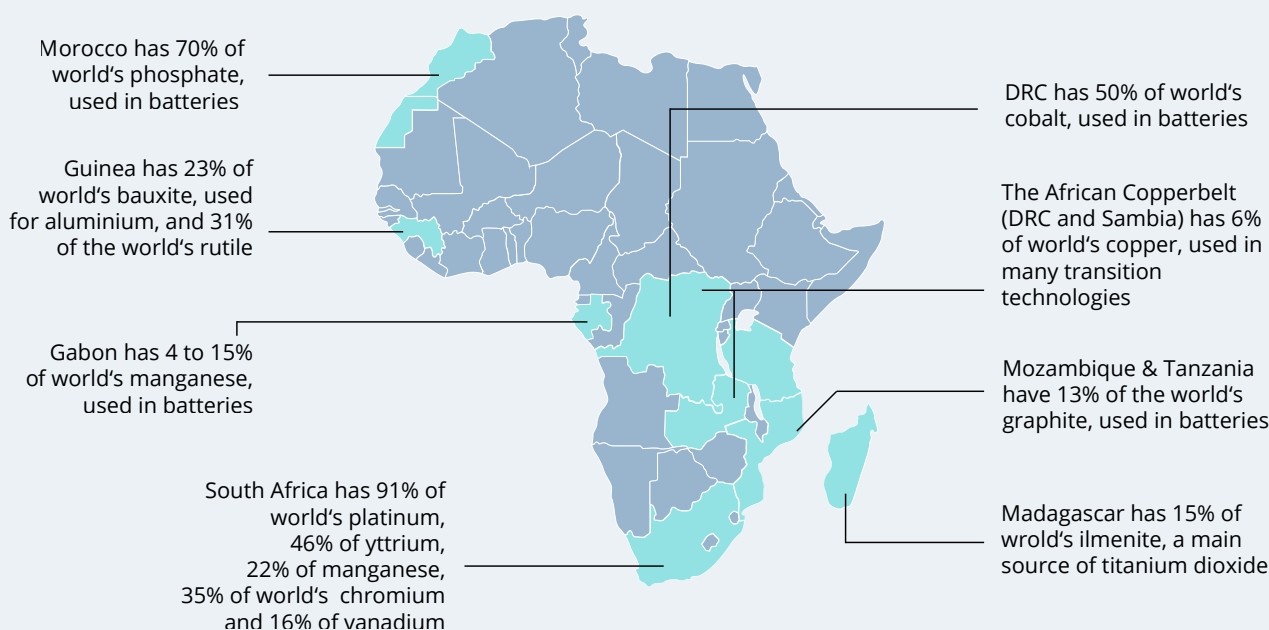 Morocco has 70% of
world‘s phosphate,
used in batteries
Guinea has 23% of
world‘s bauxite, used
for aluminium, and 31%
of the world‘s rutile
Gabon has 4 to 15%
of world‘s manganese,
used in batteries
South Africa has 91% of
world‘s platinum,
46% of yttrium,
22% of manganese,
35% of world‘s chromium
and 16% of vanadium
DRC has 50% of world‘s
cobalt, used in batteries
The African Copperbelt
(DRC and Sambia) has 6%
of world‘s copper, used in
many transition
technologies
Mozambique & Tanzania
have 13% of the world‘s
graphite, used in batteries
Madagascar has 15% of
wrold‘s ilmenite, a main
source of titanium dioxide